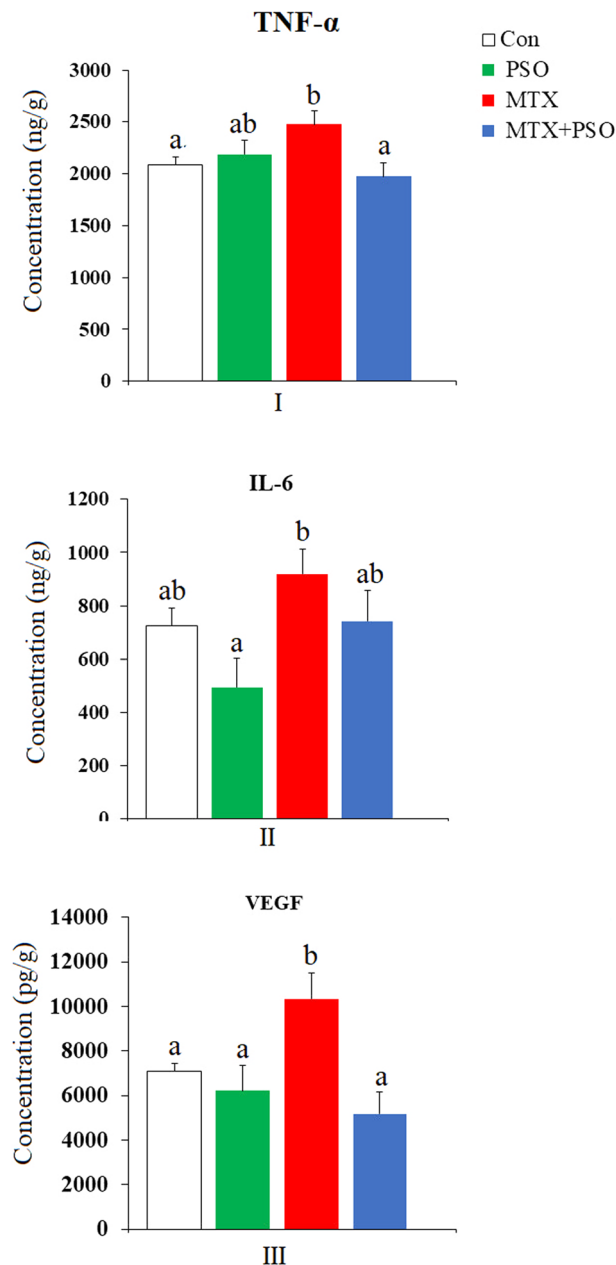 TNF-α
Con
PSO
MTX
MTX+PSO
Concentration (ng/g)
3000
2500
2000
1500
1000
500
0
a.
ab
b
a
I
IL-6
Concentration (ng/g)
1200
1000
800
600
400
200
0
ab
a
b
ab
II
VEGF
Concentration (pg/g)
14000
12000
10000
8000
6000
4000
2000
0
a
a
b
a
III